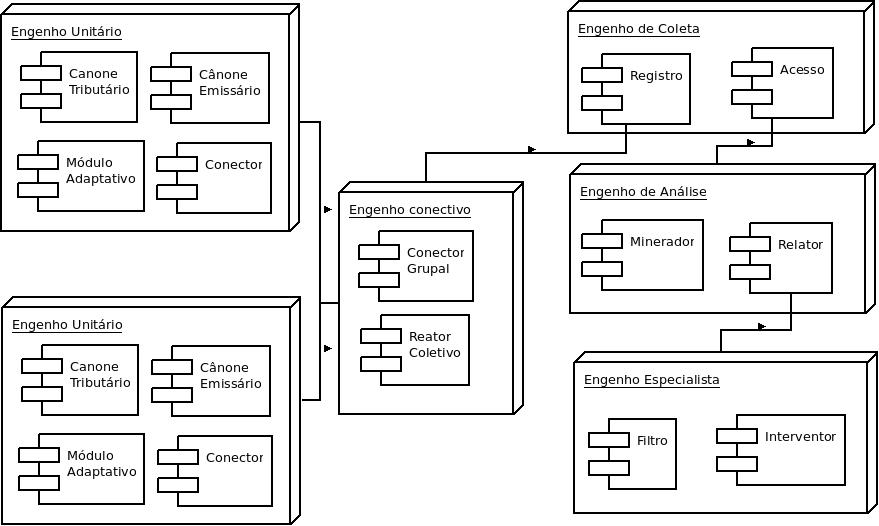 Engenho Unitário
Canone
Tributário
Cânone
Emissário
Módulo
Adaptativo
Conector
Engenho Unitário
Canone
Tributário
Cânone
Emissário
Módulo
Adaptativo
Conector
Engenho conectivo
Conector
Grupal
Reator
Coletivo
Engenho de Coleta
Registro
Acesso
Engenho de Análise
Minerador
Relator
Engenho Especialista
Filtro
Interventor